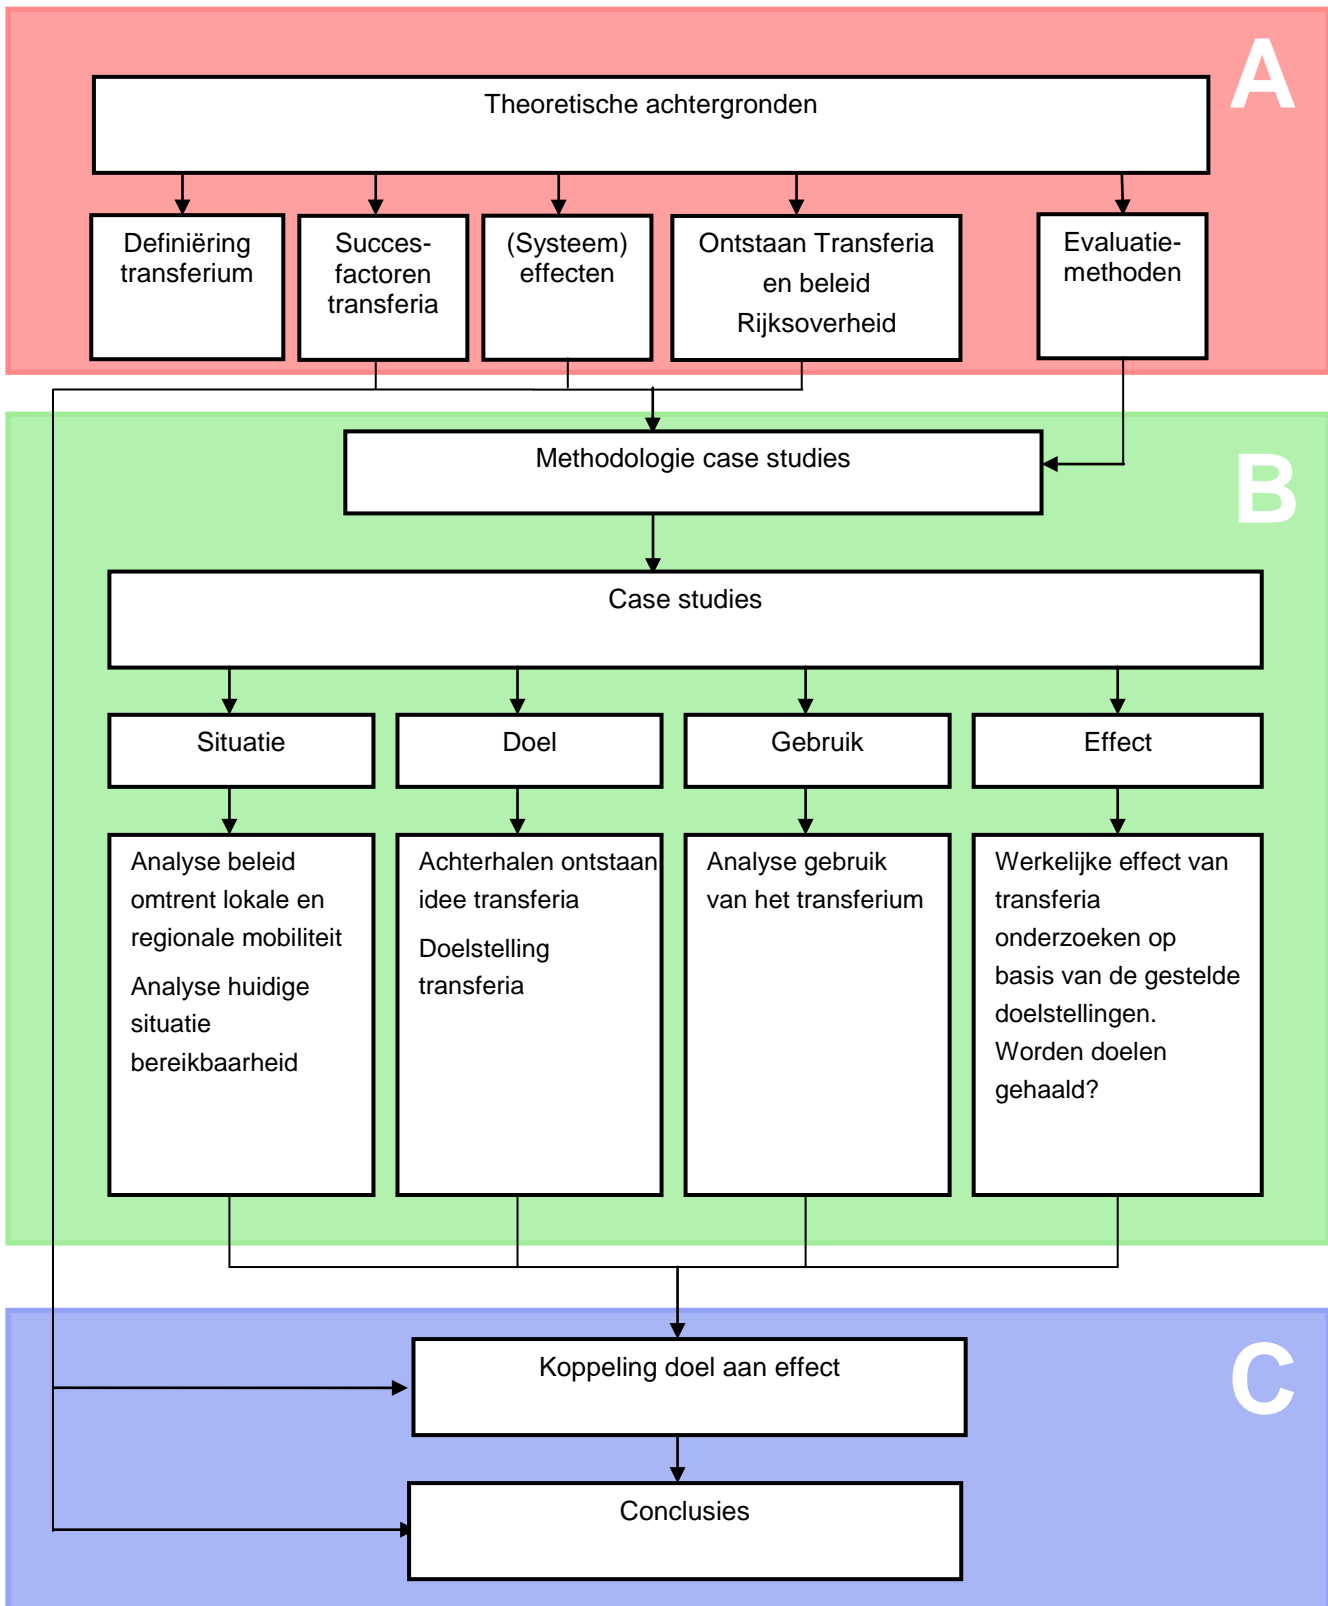 A
Theoretische achtergronden
Definiëring
transferium
Succes-
factoren
transferia
(Systeem)
effecten
Ontstaan Transferia
en beleid
Rijksoverheid
Evaluatie-
methoden
B
Methodologie case studies
Case studies
Situatie
Doel
Gebruik
Effect
Analyse beleid
omtrent lokale en
regionale mobiliteit
Analyse huidige
situatie
bereikbaarheid
Achterhalen ontstaan
idee transferia
Doelstelling
transferia
Analyse gebruik
van het transferium
Werkelijke effect van
transferia
onderzoeken op
basis van de gestelde
doelstellingen.
Worden doelen
gehaald?
C
Koppeling doel aan effect
Conclusies